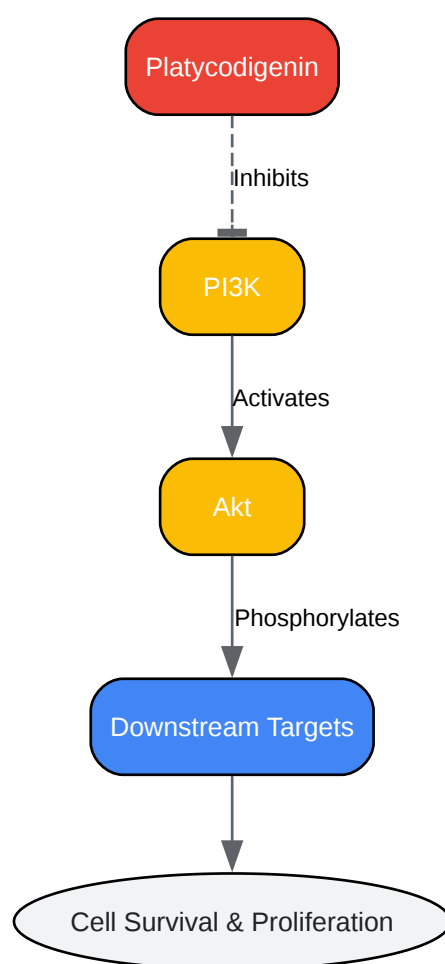 Platycodigenin
Inhibits
PI3K
Activates
Akt
Phosphorylates
Downstream Targets
Cell Survival & Proliferation